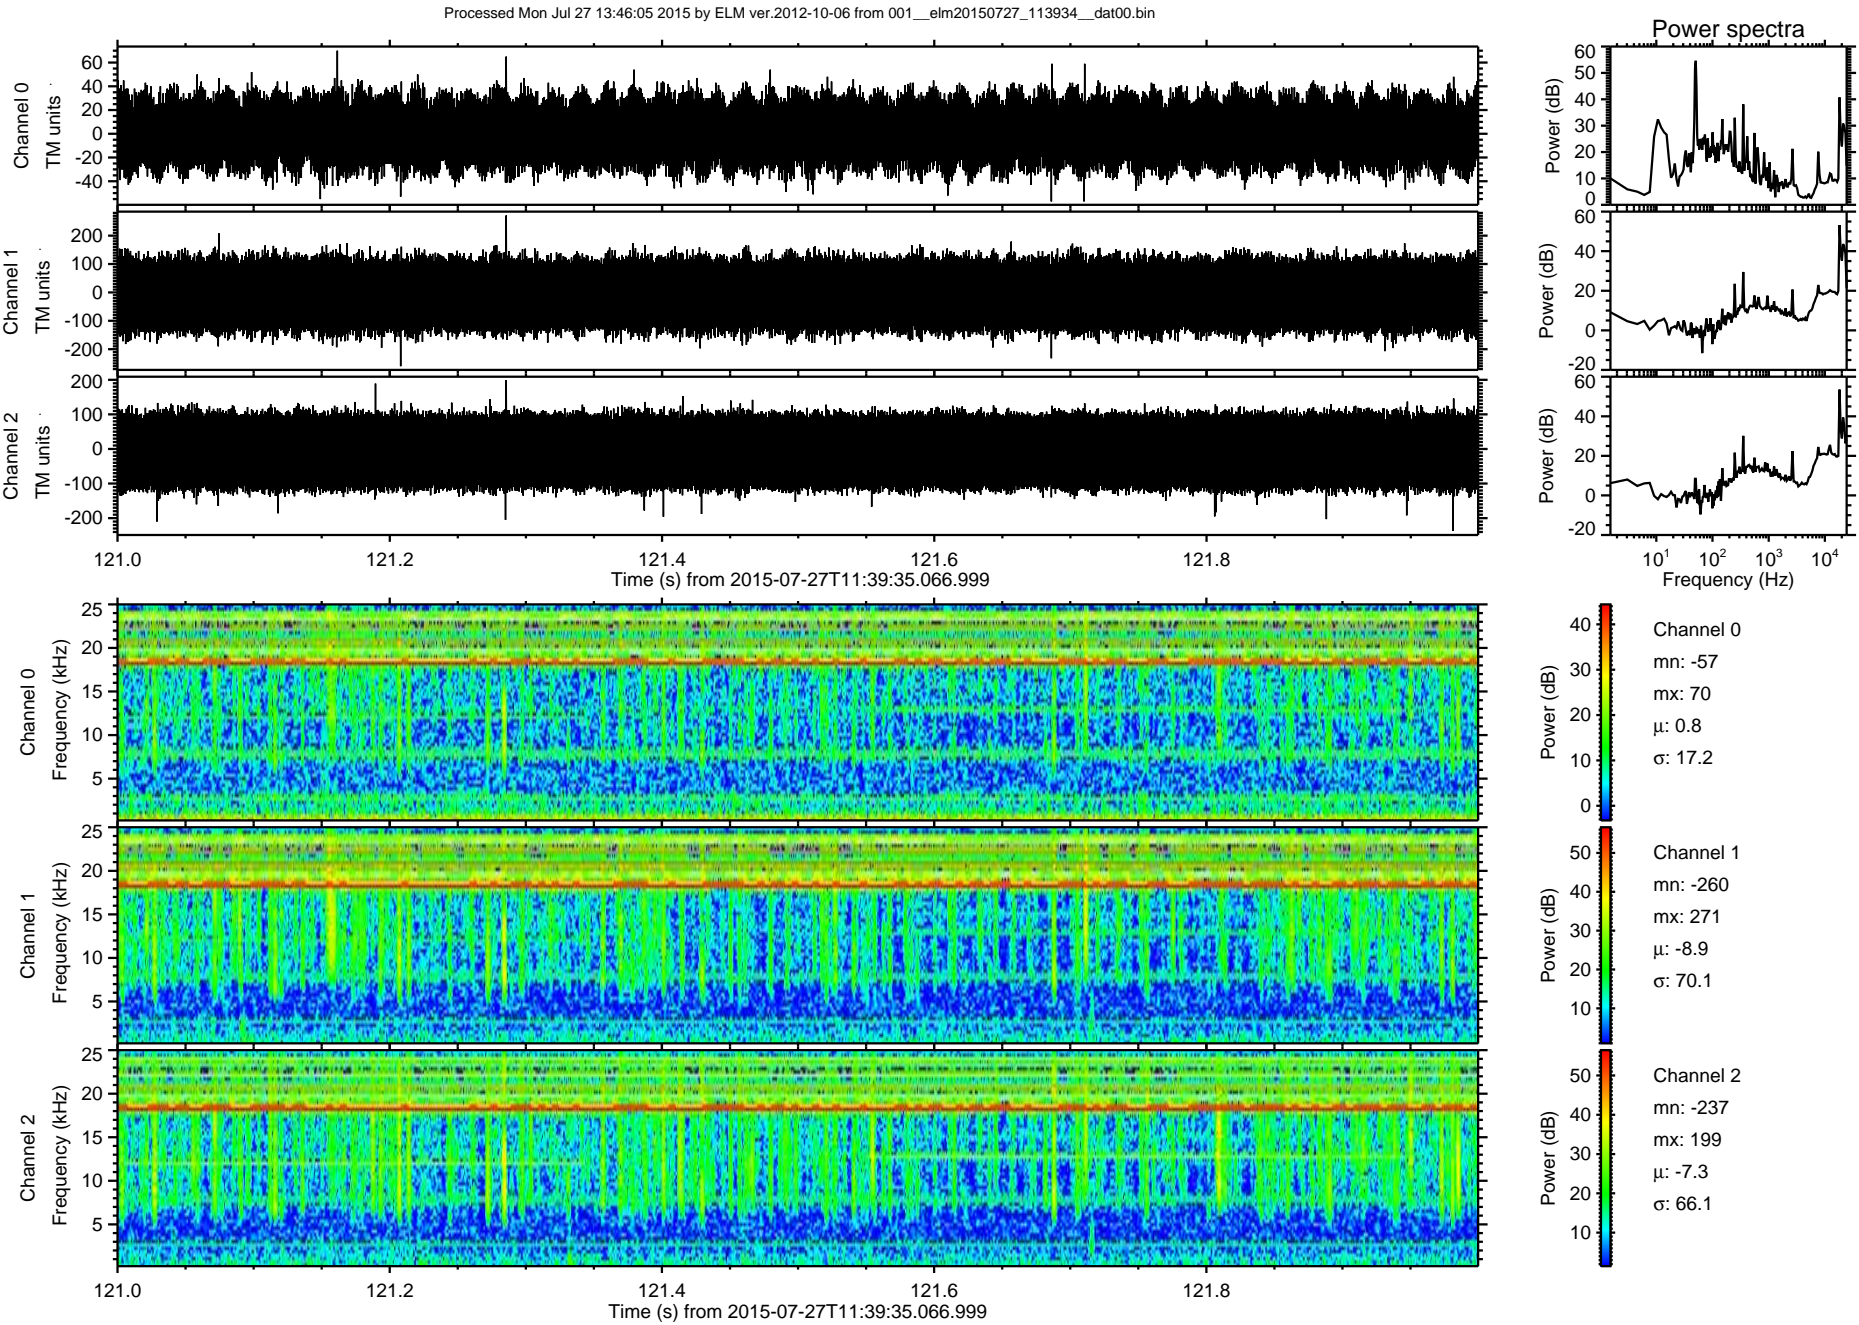 Processed Mon Jul 27 13:46:05 2015 by ELM ver.2012-10-06 from 001__elm20150727_113934__dat00.bin
Power spectra
Channel 0
TM units
60
40
20
0
-20
-40
Power (dB)
60
50
40
30
20
10
0
Channel 1
TM units
200
100
0
-100
-200
Power (dB)
60
40
20
0
-20
Channel 2
TM units
200
100
0
-100
-200
Power (dB)
60
40
20
0
-20
121.0 121.2 121.4 121.6 121.8
Time (s) from 2015-07-27T11:39:35.066.999
10^1 10^2 10^3 10^4
Frequency (Hz)
Channel 0
Frequency (kHz)
25
20
15
10
5
Power (dB)
40
30
20
10
0
Channel 0
mn: -57
mx: 70
μ: 0.8
σ: 17.2
Channel 1
Frequency (kHz)
25
20
15
10
5
Power (dB)
50
40
30
20
10
Channel 1
mn: -260
mx: 271
μ: -8.9
σ: 70.1
Channel 2
Frequency (kHz)
25
20
15
10
5
Power (dB)
50
40
30
20
10
Channel 2
mn: -237
mx: 199
μ: -7.3
σ: 66.1
121.0 121.2 121.4 121.6 121.8
Time (s) from 2015-07-27T11:39:35.066.999